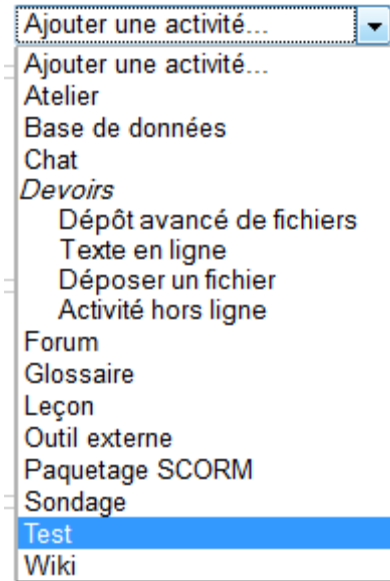 Ajouter une activité...
Ajouter une activité...
Atelier
Base de données
Chat
Devoirs
Dépôt avancé de fichiers
Texte en ligne
Déposer un fichier
Activité hors ligne
Forum
Glossaire
Leçon
Outil externe
Paquetage SCORM
Sondage
Test
Wiki